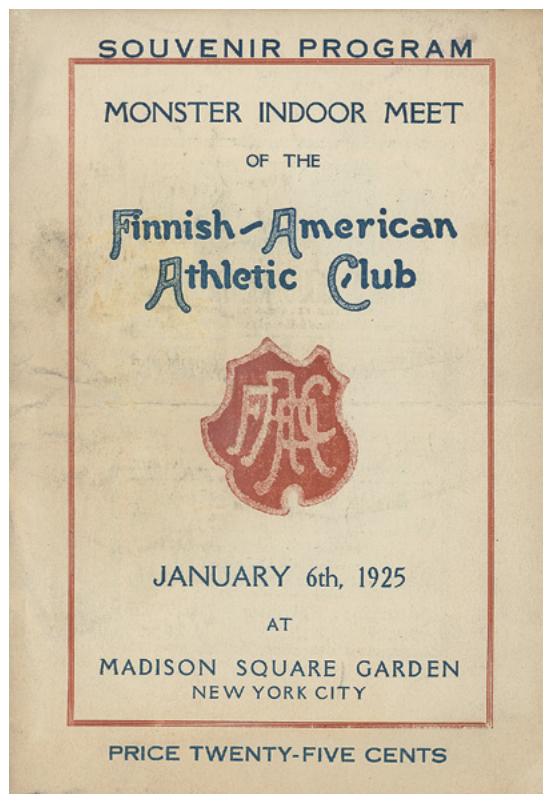 SOUVENIR PROGRAM
MONSTER INDOOR MEET
OF THE
Finnish-American
Athletic Club
FAAC
JANUARY 6th, 1925
AT
MADISON SQUARE GARDEN
NEW YORK CITY
PRICE TWENTY-FIVE CENTS